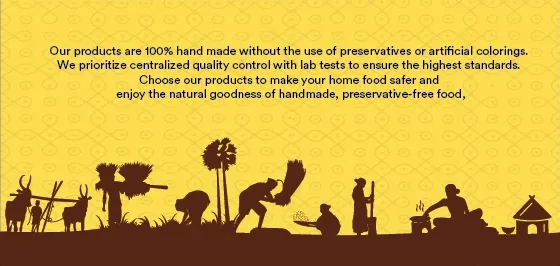 Our products are 100% hand made without the use of preservatives or artificial colorings.
We prioritize centralized quality control with lab tests to ensure the highest standards.
Choose our products to make your home food safer and
enjoy the natural goodness of handmade, preservative-free food,